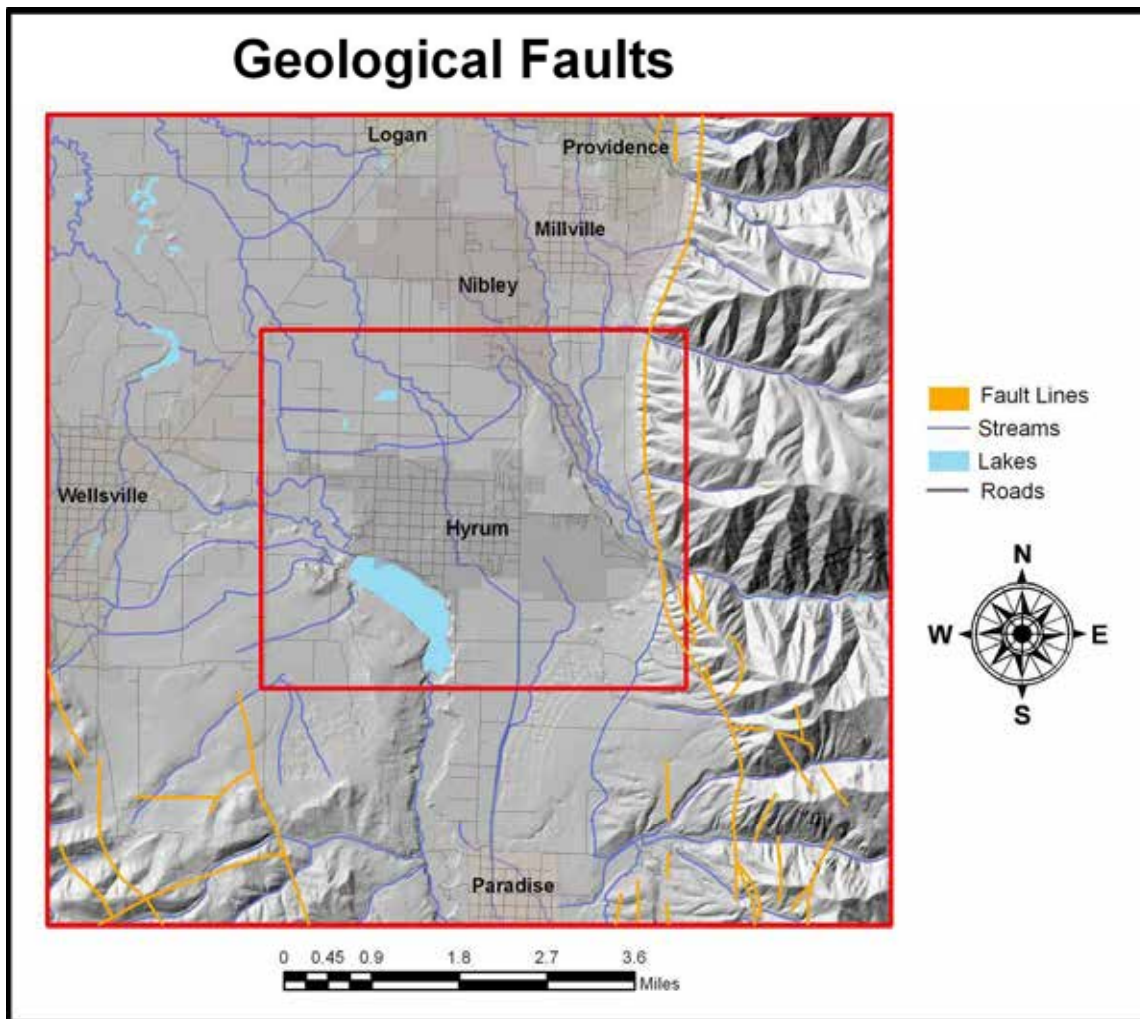 Geological Faults
Logan
Providence
Millville
Nibley
Wellsville
Hyrum
Paradise
Fault Lines
Streams
Lakes
Roads
N
W E
S
0 0.45 0.9 1.8 2.7 3.6
Miles